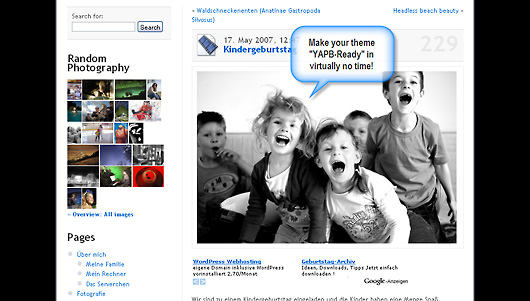 Search for:
Search
Random
Photography
» Overview: All images
Pages
Über mich
Meine Familie
Mein Rechner
Das Serverchen
Fotografie
« Waldschneckenenten (Anatinae Gastropoda
Silvosus)
Headless beach beauty »
17. May 2007, 12:
Kindergeburtstag
229
Make your theme
"YAPB-Ready" in
virtually no time!
WordPress Webhosting
eigene Domain inklusive WordPress
vorinstalliert 2,70/Monat
Geburtstag-Archiv
Ideen, Downloads, Tipps Jetzt einfach
downloaden !
Google-Anzeigen
Wir sind zu einem Kindergeburtstag eingeladen und die Kinder haben eine Menge Spaß